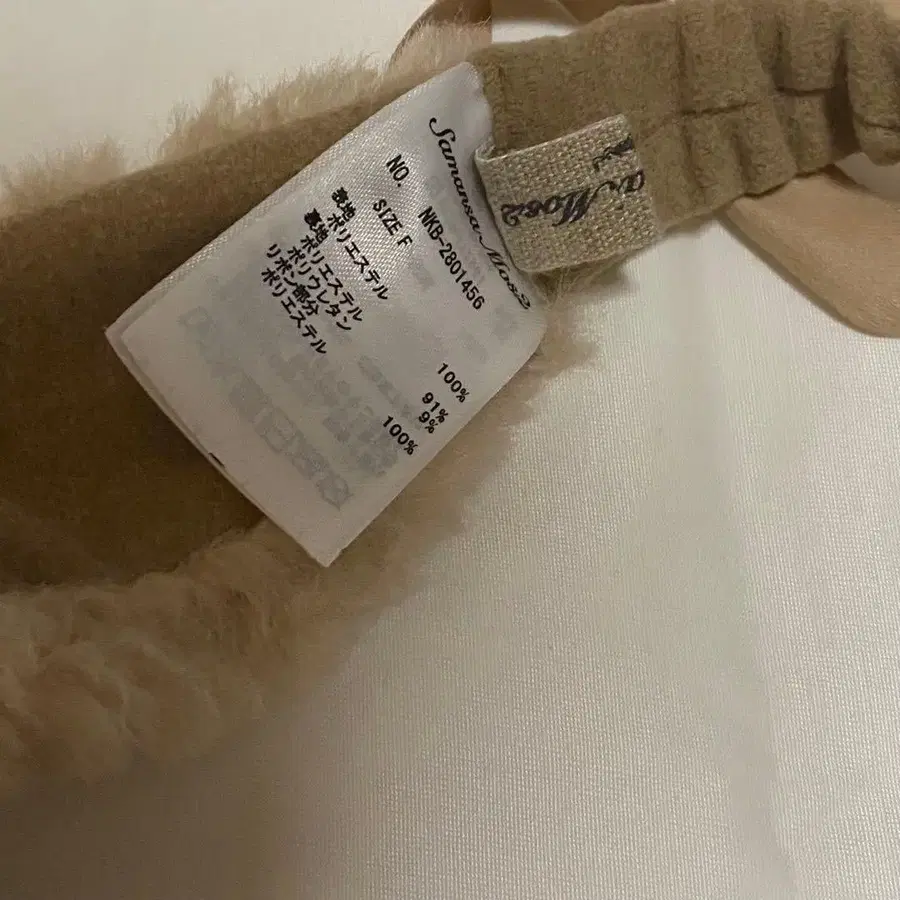 Samansa Mos2
NO. NKB-2801456
SIZE F
表地
ポリエステル 100%
裏地
ポリエステル 91%
ポリウレタン 9%
リボン部分
ポリエステル 100%
a Mos2